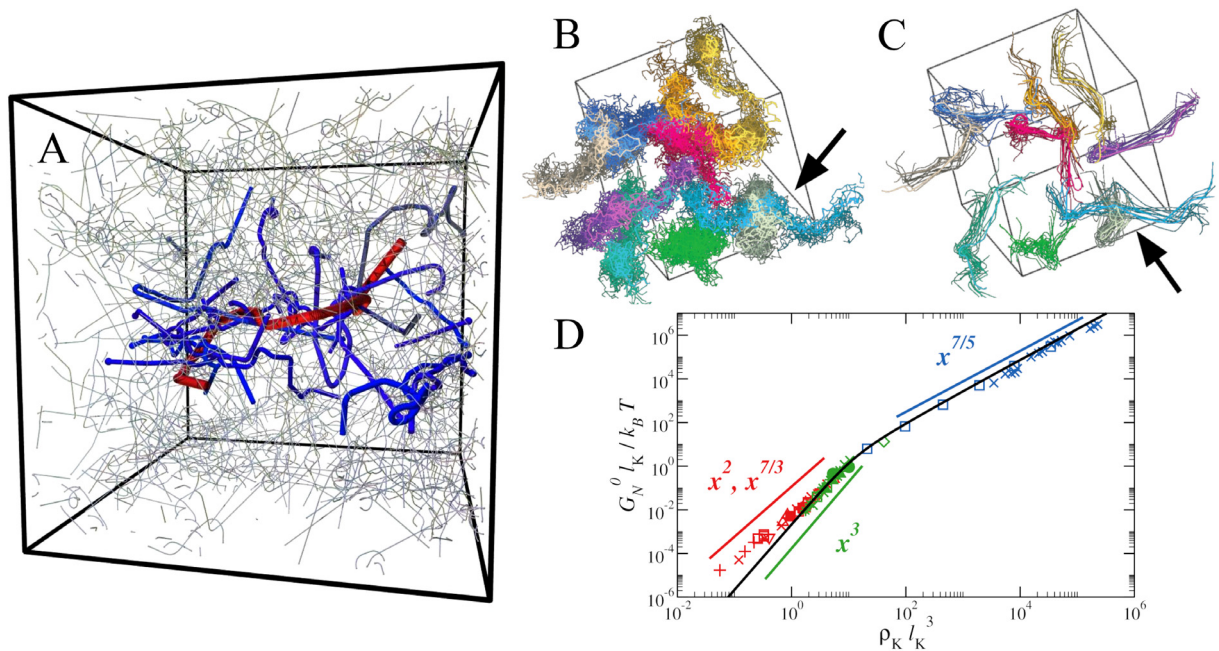 A
B
C
D
x^2, x^{7/3}
x^{7/5}
x^3
G_N^0 l_K / k_B T
10^6
10^4
10^2
10^0
10^-2
10^-4
10^-6
10^-2
10^0
10^2
10^4
10^6
ρ_K l_K^3